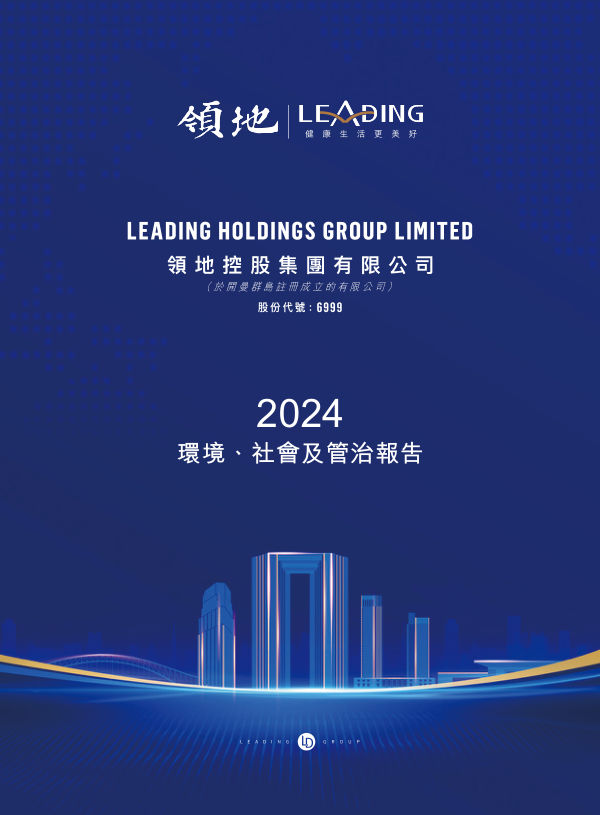 領地 LEADING
健康生活更美好
LEADING HOLDINGS GROUP LIMITED
領地控股集團有限公司
（於開曼群島註冊成立的有限公司）
股份代號：6999
2024
環境、社會及管治報告
LEADING LD GROUP